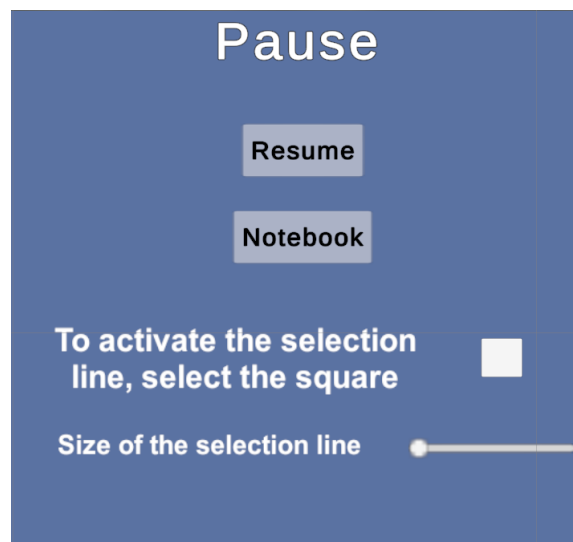 Pause
Resume
Notebook
To activate the selection
line, select the square
Size of the selection line